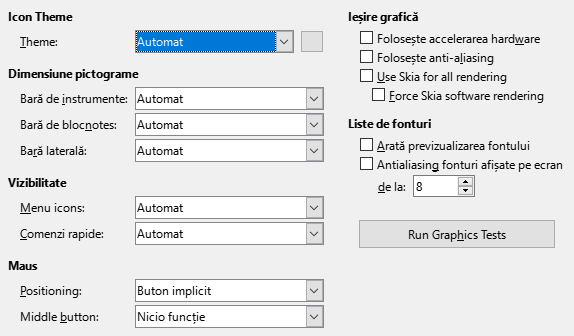 Icon Theme
Theme: Automat
Dimensiune pictograme
Bară de instrumente: Automat
Bară de blocnotes: Automat
Bară laterală: Automat
Vizibilitate
Menu icons: Automat
Comenzi rapide: Automat
Maus
Positioning: Buton implicit
Middle button: Nicio funcție
Ieșire grafică
Folosește accelerarea hardware
Folosește anti-aliasing
Use Skia for all rendering
Force Skia software rendering
Liste de fonturi
Arată previzualizarea fontului
Antialiasing fonturi afișate pe ecran
de la: 8
Run Graphics Tests